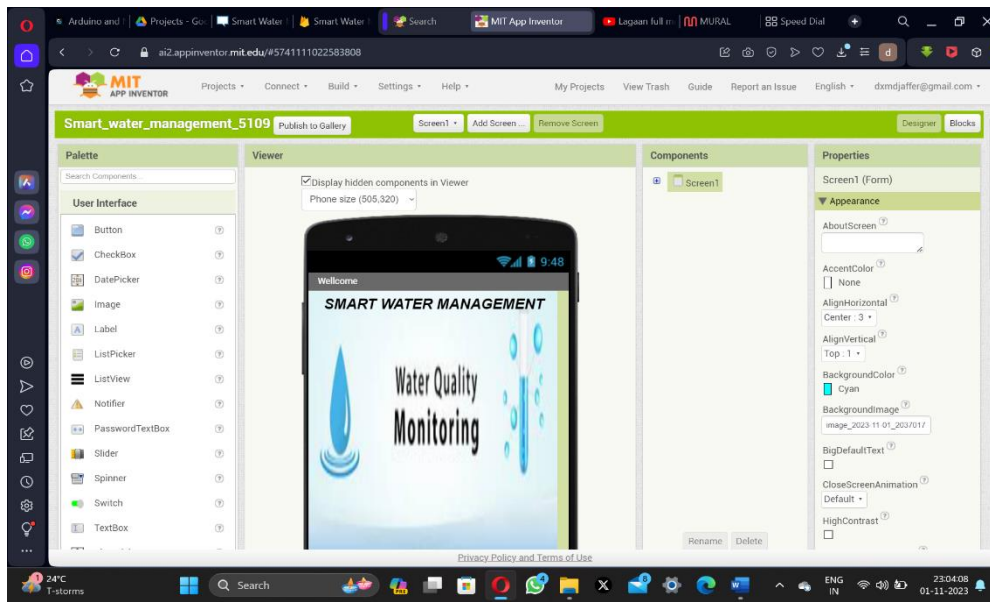 Arduino and
Projects - Goo
Smart Water
Smart Water
Search
MIT App Inventor
Lagaan full m
MURAL
Speed Dial
ai2.appinventor.mit.edu/#5741111022583808
d
MIT
APP INVENTOR
Projects
Connect
Build
Settings
Help
My Projects
View Trash
Guide
Report an Issue
English
dxmdjaffer@gmail.com
Smart_water_management_5109
Publish to Gallery
Screen1
Add Screen ...
Remove Screen
Designer
Blocks
Palette
Search Components...
User Interface
Button
CheckBox
DatePicker
Image
Label
ListPicker
ListView
Notifier
PasswordTextBox
Slider
Spinner
Switch
TextBox
Viewer
Display hidden components in Viewer
Phone size (505,320)
9:48
Wellcome
SMART WATER MANAGEMENT
Water Quality
Monitoring
Components
Screen1
Rename
Delete
Properties
Screen1 (Form)
Appearance
AboutScreen
AccentColor
None
AlignHorizontal
Center : 3
AlignVertical
Top : 1
BackgroundColor
Cyan
BackgroundImage
image_2023-11-01_2037017
BigDefaultText
CloseScreenAnimation
Default
HighContrast
Privacy Policy and Terms of Use
24°C
T-storms
Search
ENG
IN
23:04:08
01-11-2023